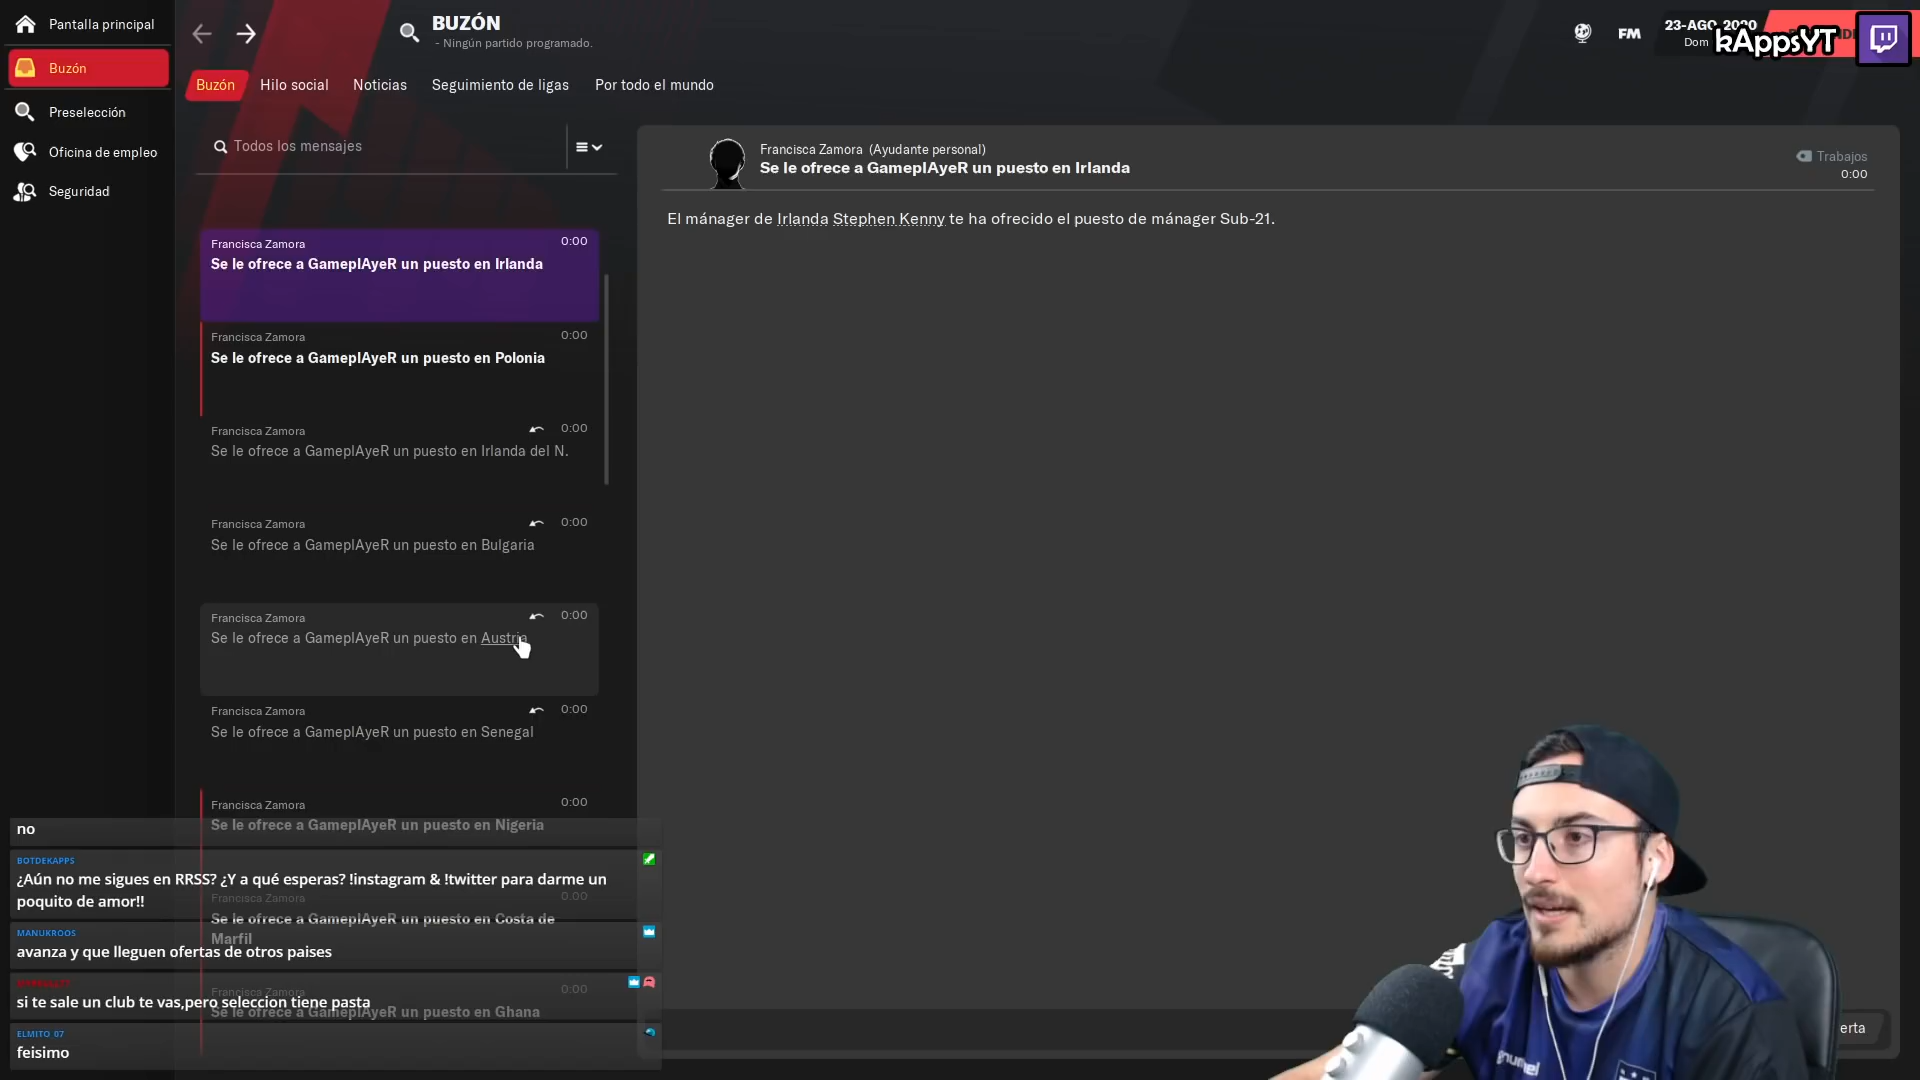 Pantalla principal
Buzón
Preselección
Oficina de empleo
Seguridad
BUZÓN
- Ningún partido programado.
FM
23-AGO. 2020
Dom
kAppsYT
Buzón
Hilo social
Noticias
Seguimiento de ligas
Por todo el mundo
Todos los mensajes
Francisca Zamora
0:00
Se le ofrece a GameplAyeR un puesto en Irlanda
Francisca Zamora
0:00
Se le ofrece a GameplAyeR un puesto en Polonia
Francisca Zamora
0:00
Se le ofrece a GameplAyeR un puesto en Irlanda del N.
Francisca Zamora
0:00
Se le ofrece a GameplAyeR un puesto en Bulgaria
Francisca Zamora
0:00
Se le ofrece a GameplAyeR un puesto en Austria
Francisca Zamora
0:00
Se le ofrece a GameplAyeR un puesto en Senegal
Francisca Zamora
0:00
Se le ofrece a GameplAyeR un puesto en Nigeria
Francisca Zamora
0:00
Se le ofrece a GameplAyeR un puesto en Costa de
Marfil
Francisca Zamora
0:00
Se le ofrece a GameplAyeR un puesto en Ghana
Francisca Zamora (Ayudante personal)
Se le ofrece a GameplAyeR un puesto en Irlanda
Trabajos
0:00
El mánager de Irlanda Stephen Kenny te ha ofrecido el puesto de mánager Sub-21.
erta
no
BOTDEKAPPS
¿Aún no me sigues en RRSS? ¿Y a qué esperas? !instagram & !twitter para darme un
poquito de amor!!
MANUKROOS
avanza y que lleguen ofertas de otros paises
si te sale un club te vas,pero seleccion tiene pasta
ELMITO 07
feisimo